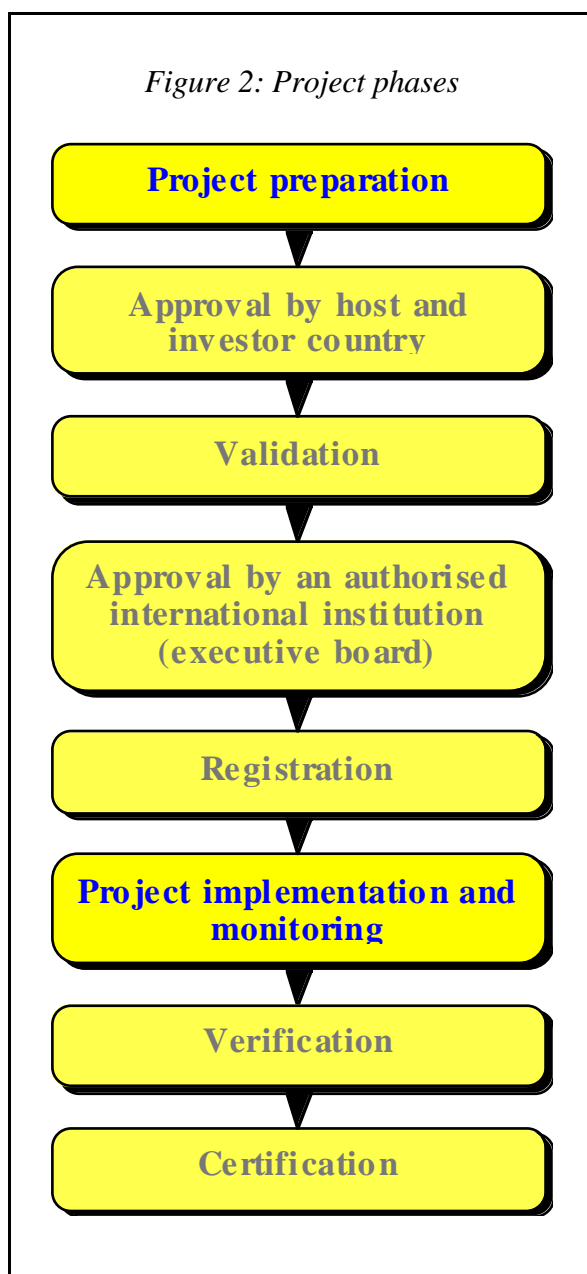 Figure 2: Project phases
Project preparation
Approval by host and
investor country
Validation
Approval by an authorised
international institution
(executive board)
Registration
Project implementation and
monitoring
Verification
Certification